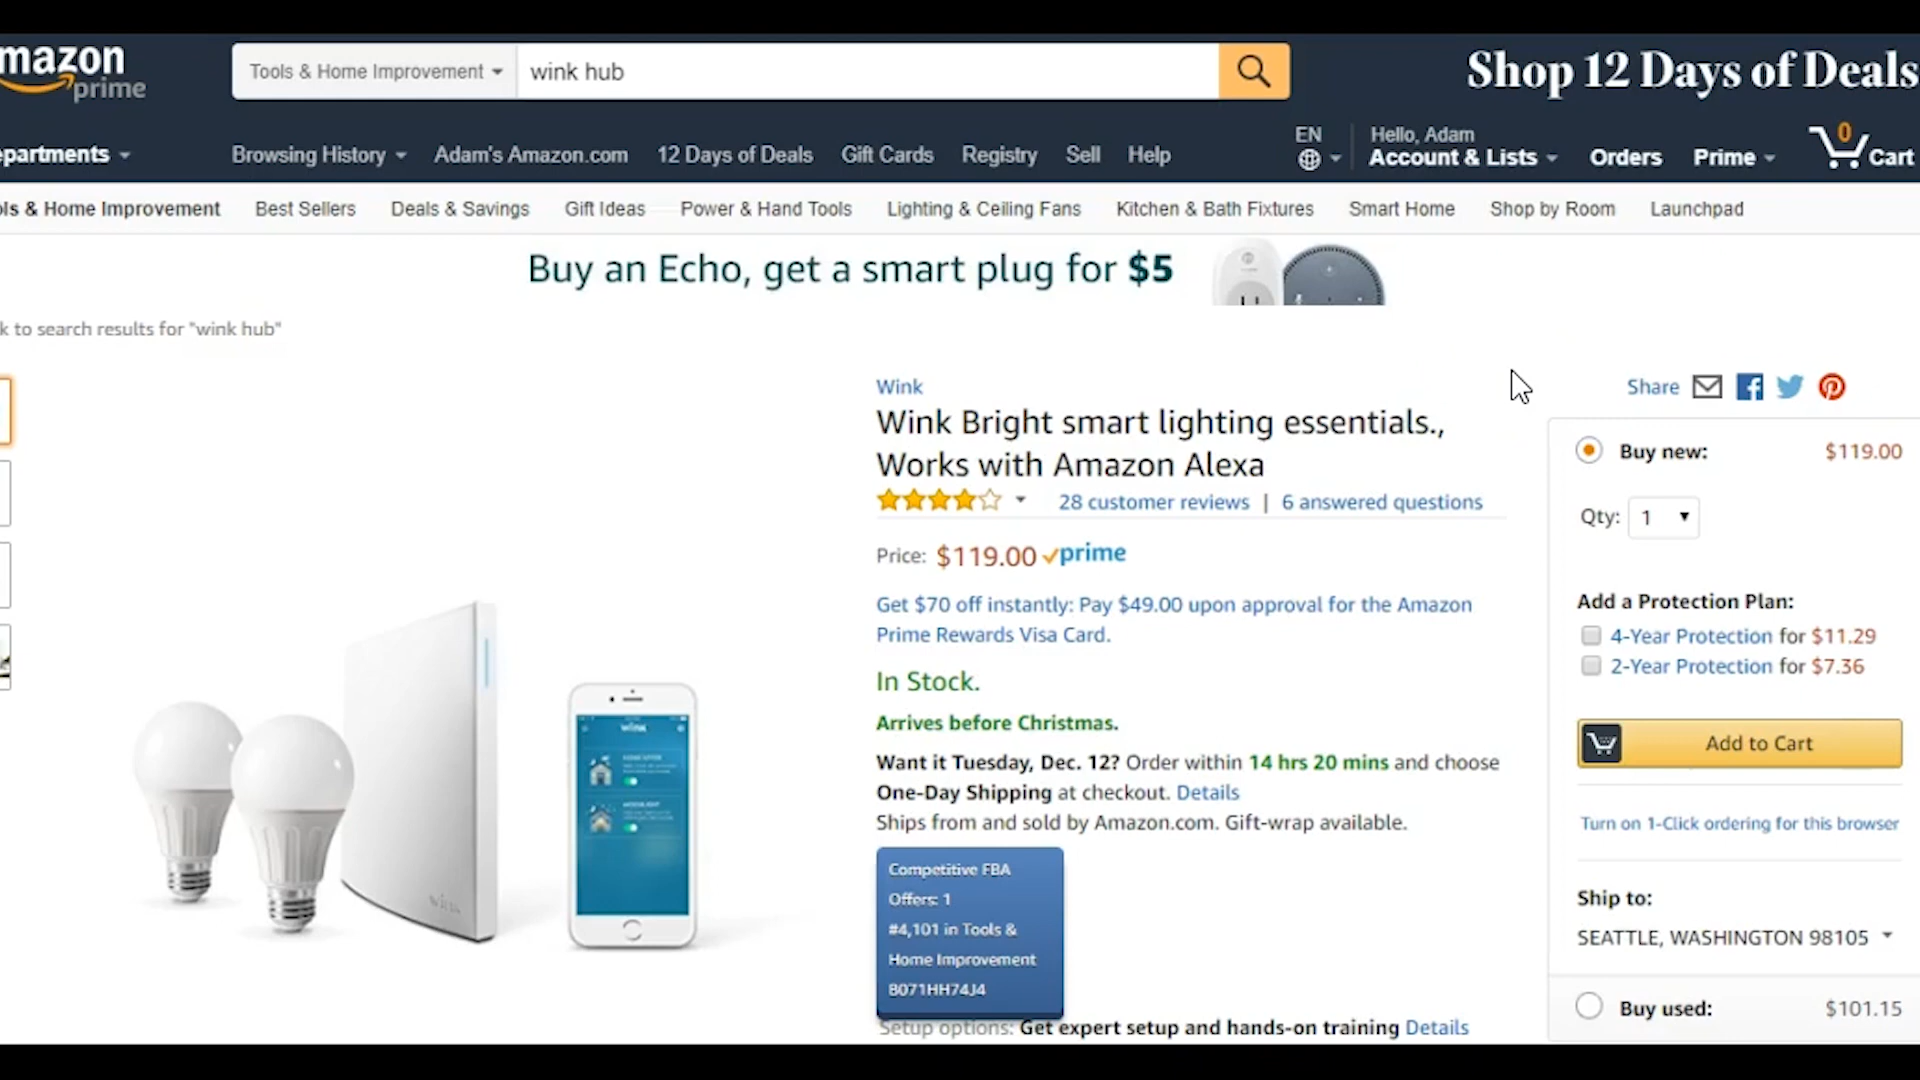 mazon
prime
Tools & Home Improvement
wink hub
Shop 12 Days of Deals
epartments
Browsing History
Adam's Amazon.com
12 Days of Deals
Gift Cards
Registry
Sell
Help
EN
Hello, Adam
Account & Lists
Orders
Prime
0
Cart
ols & Home Improvement
Best Sellers
Deals & Savings
Gift Ideas
Power & Hand Tools
Lighting & Ceiling Fans
Kitchen & Bath Fixtures
Smart Home
Shop by Room
Launchpad
Buy an Echo, get a smart plug for $5
k to search results for "wink hub"
Wink
Wink Bright smart lighting essentials.,
Works with Amazon Alexa
28 customer reviews | 6 answered questions
Price: $119.00 prime
Get $70 off instantly: Pay $49.00 upon approval for the Amazon
Prime Rewards Visa Card.
In Stock.
Arrives before Christmas.
Want it Tuesday, Dec. 12? Order within 14 hrs 20 mins and choose
One-Day Shipping at checkout. Details
Ships from and sold by Amazon.com. Gift-wrap available.
Competitive FBA
Offers: 1
#4,101 in Tools &
Home Improvement
B071HH74J4
Setup options: Get expert setup and hands-on training Details
wink
wink
Share
Buy new: $119.00
Qty: 1
Add a Protection Plan:
4-Year Protection for $11.29
2-Year Protection for $7.36
Add to Cart
Turn on 1-Click ordering for this browser
Ship to:
SEATTLE, WASHINGTON 98105
Buy used: $101.15